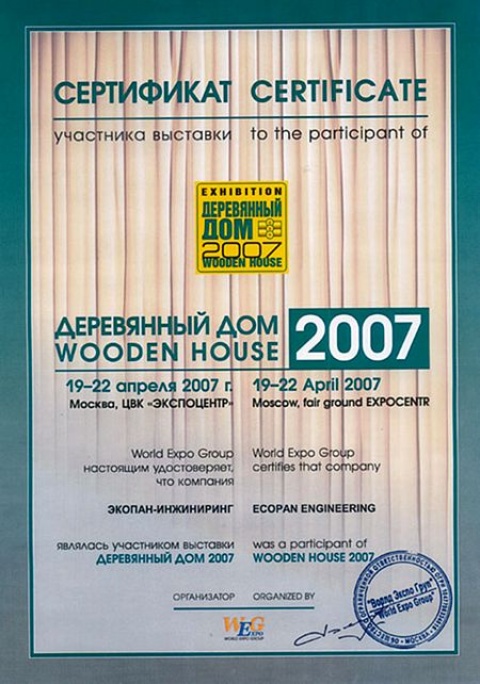 СЕРТИФИКАТ CERTIFICATE
участника выставки to the participant of
EXHIBITION
ДЕРЕВЯННЫЙ
ДОМ
2007
WOODEN HOUSE
ДЕРЕВЯННЫЙ ДОМ
WOODEN HOUSE
2007
19–22 апреля 2007 г.
Москва, ЦВК «ЭКСПОЦЕНТР»
19–22 April 2007
Moscow, fair ground EXPOCENTR
World Expo Group
настоящим удостоверяет,
что компания
World Expo Group
certifies that company
ЭКОПАН-ИНЖИНИРИНГ
ECOPAN ENGINEERING
являлась участником выставки
ДЕРЕВЯННЫЙ ДОМ 2007
was a participant of
WOODEN HOUSE 2007
ОРГАНИЗАТОР
ORGANIZED BY
WEG
EXPO
WORLD EXPO GROUP
"Ворлд Экспо Груп"
"World Expo Group"
МОСКВА